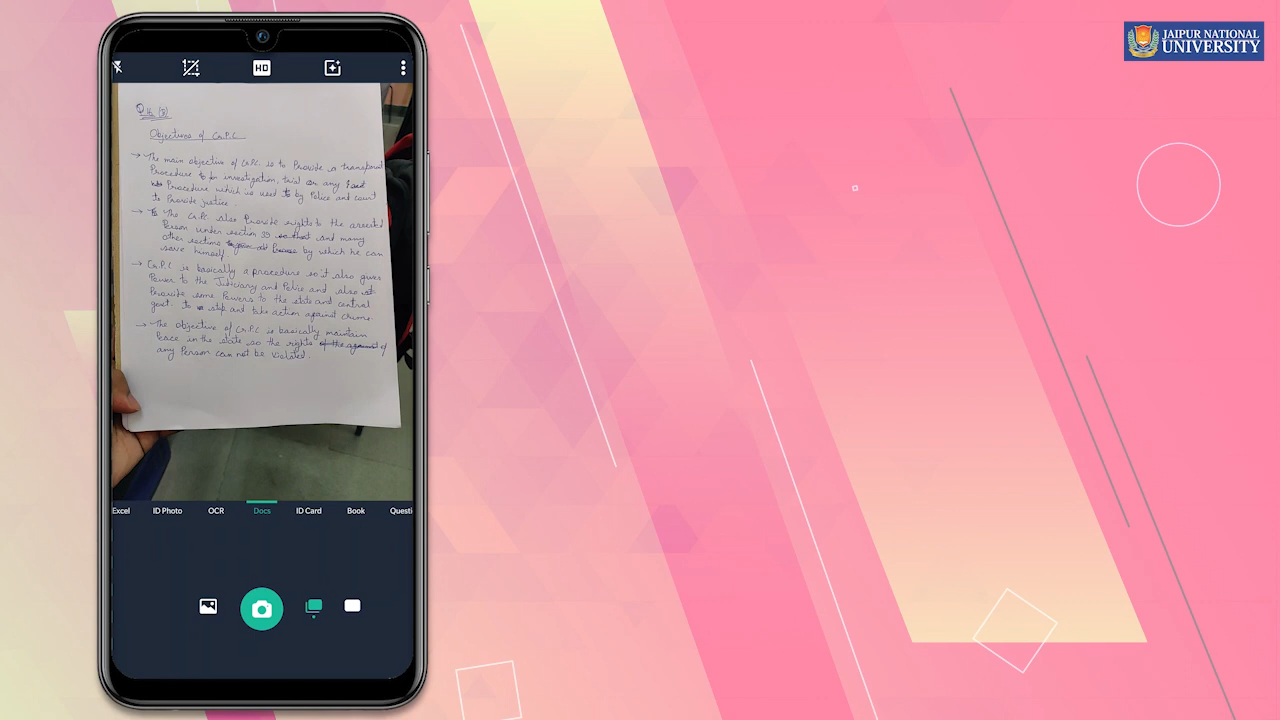 JAIPUR NATIONAL
UNIVERSITY
HD
Objectives of Cr.P.C
→ The main objective of Cr.P.C. is to Provide a
Procedure to investigation, trial or any
Procedure which is used to by Police and court
to Provide justice.
→ The Cr.P.C also Provide rights to the arrested
Person under section and many
other sections by which he can
save himself
→ Cr.P.C is basically a procedure so it also gives
Power to the Judiciary and Police and also
Provide some Powers to the state and central
govt. to stop and take action against crime.
→ The objective of Cr.P.C is basically maintain
Peace in the state so the rights of
any Person can not be violated.
Excel
ID Photo
OCR
Docs
ID Card
Book
Questi